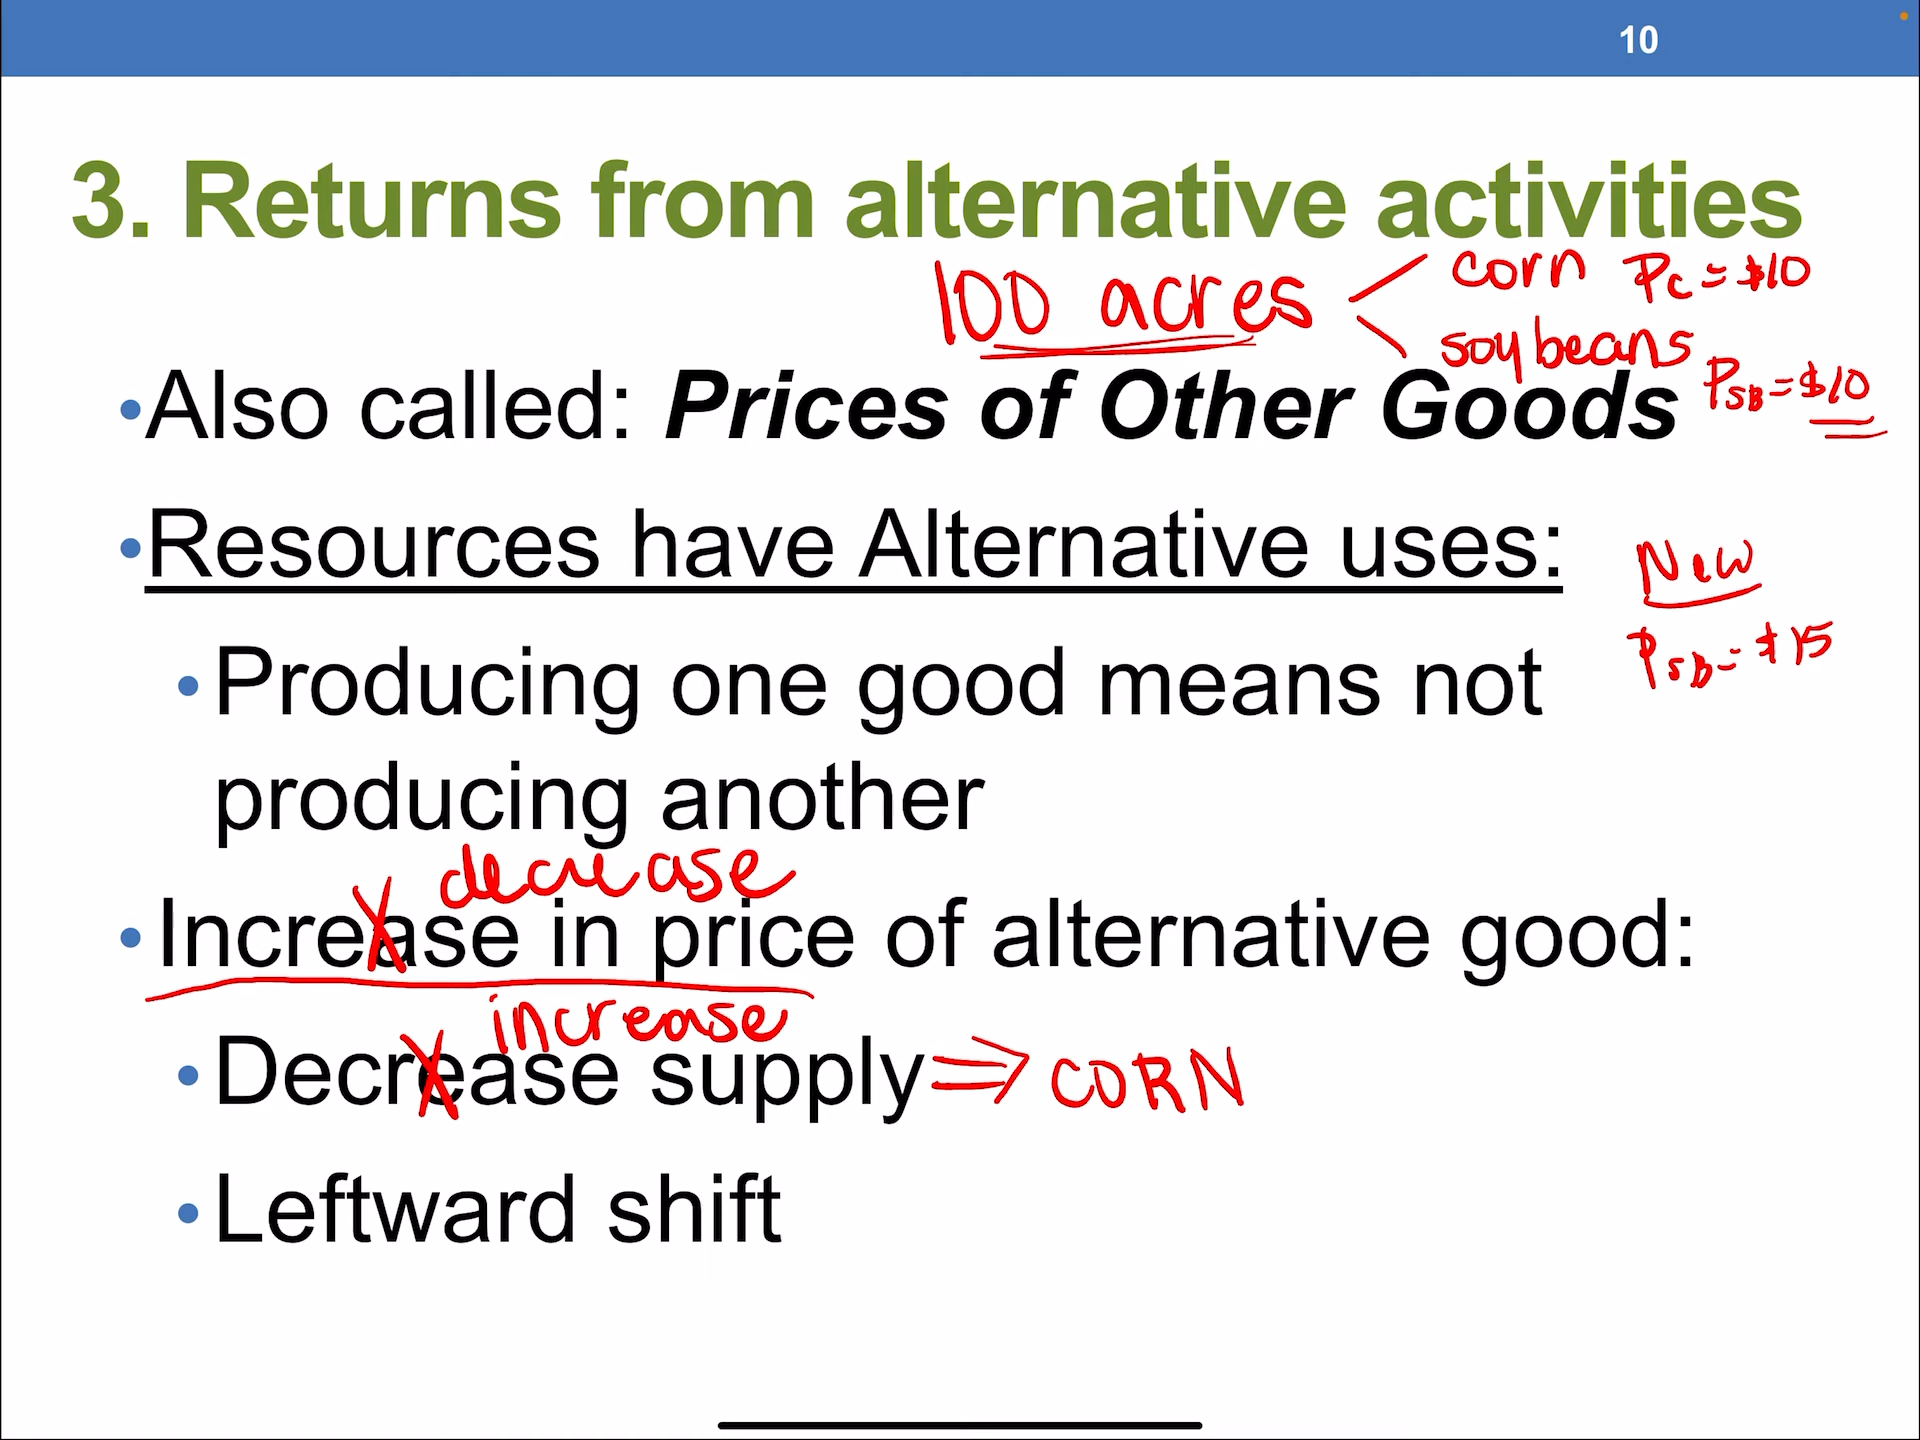 10
3. Returns from alternative activities
100 acres
corn Pc = $10
soybeans
PSB = $10
•Also called: Prices of Other Goods
•Resources have Alternative uses:
New
PSB = $15
•Producing one good means not
producing another
decrease
•Increase in price of alternative good:
increase
•Decrease supply ⇒ CORN
•Leftward shift